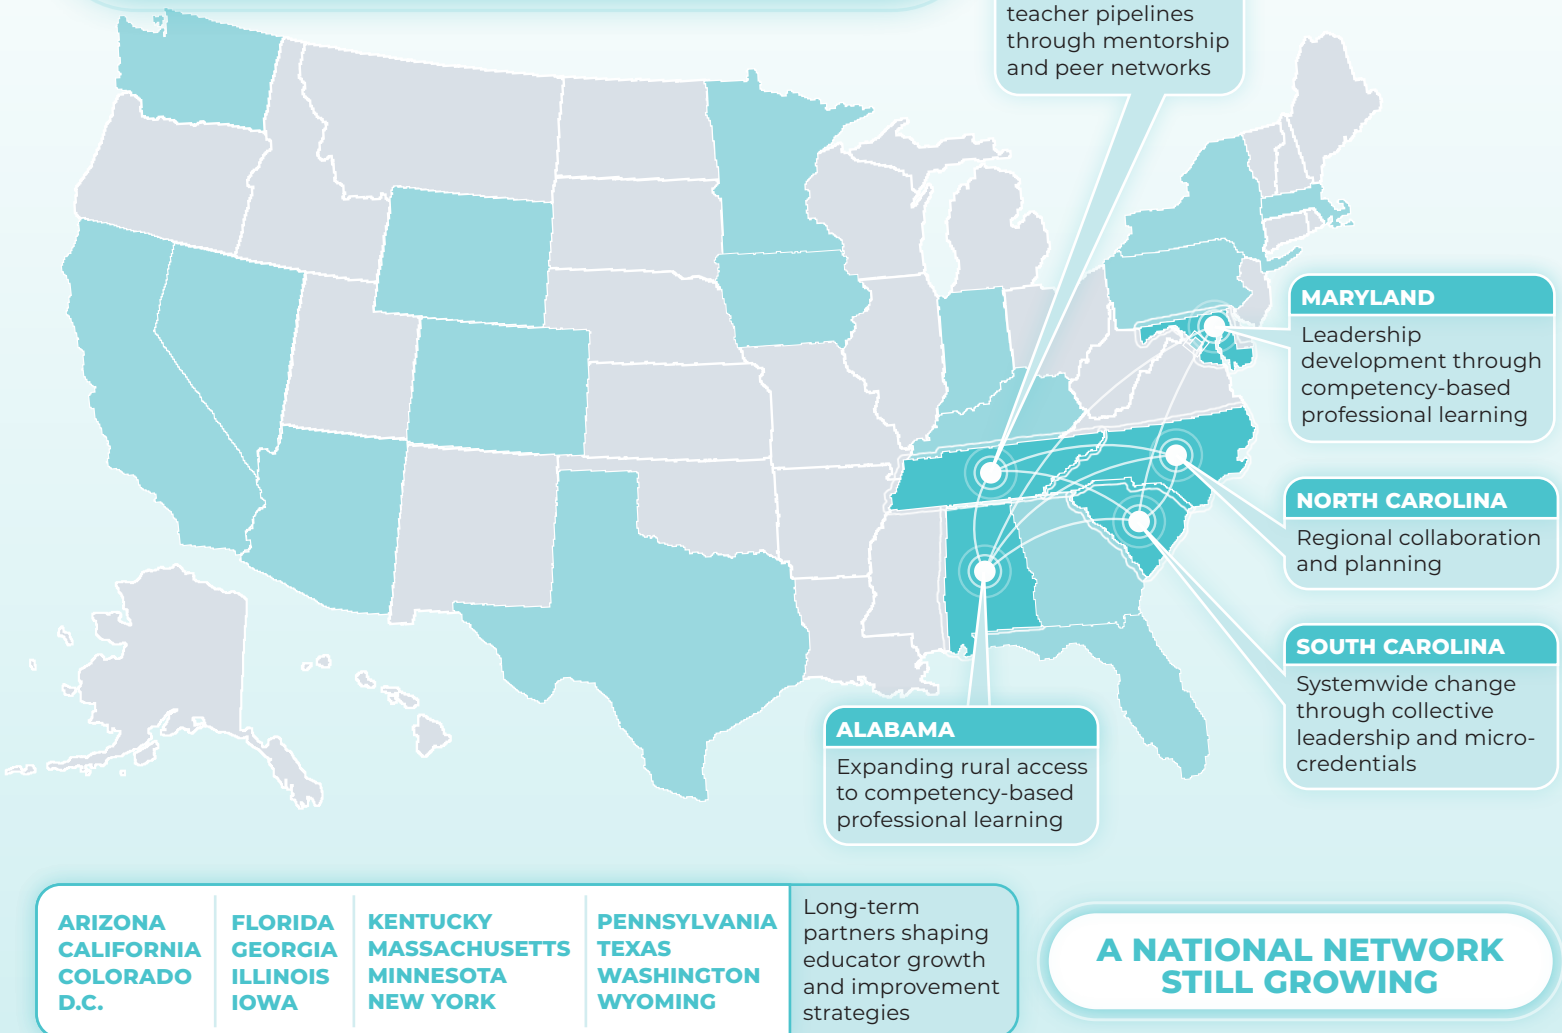 teacher pipelines
through mentorship
and peer networks
MARYLAND
Leadership
development through
competency-based
professional learning
NORTH CAROLINA
Regional collaboration
and planning
SOUTH CAROLINA
Systemwide change
through collective
leadership and micro-
credentials
ALABAMA
Expanding rural access
to competency-based
professional learning
ARIZONA
CALIFORNIA
COLORADO
D.C.
FLORIDA
GEORGIA
ILLINOIS
IOWA
KENTUCKY
MASSACHUSETTS
MINNESOTA
NEW YORK
PENNSYLVANIA
TEXAS
WASHINGTON
WYOMING
Long-term
partners shaping
educator growth
and improvement
strategies
A NATIONAL NETWORK
STILL GROWING